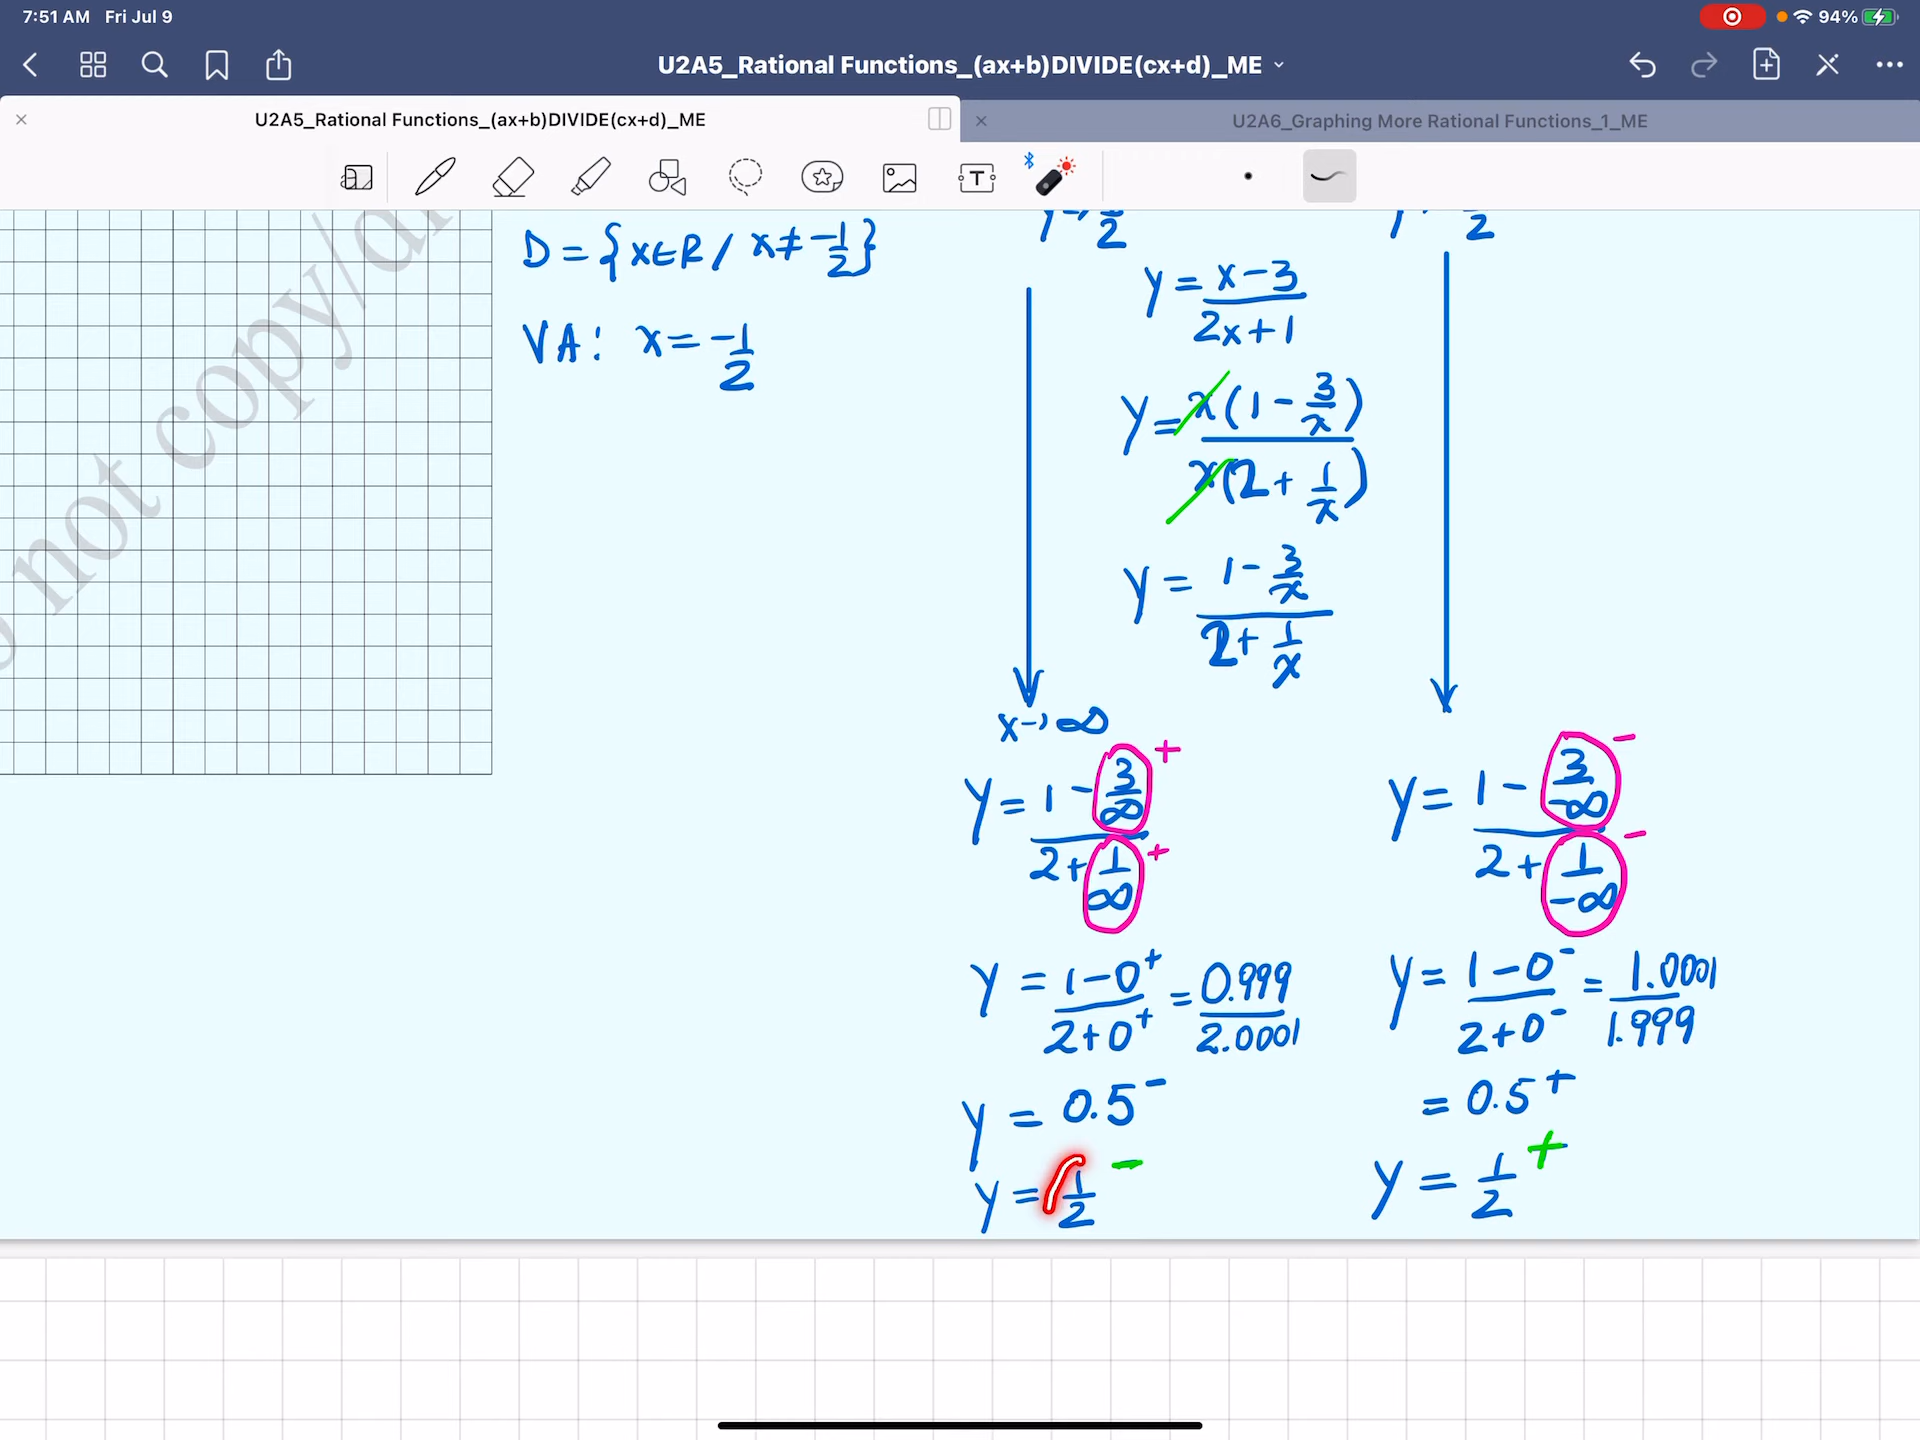 7:51 AM Fri Jul 9
94%
U2A5_Rational Functions_(ax+b)DIVIDE(cx+d)_ME
U2A5_Rational Functions_(ax+b)DIVIDE(cx+d)_ME
U2A6_Graphing More Rational Functions_1_ME
not copy/di
D = {x∈R / x ≠ -1/2}
VA: x = -1/2
y = (x-3)/(2x+1)
y = x(1 - 3/x) / x(2 + 1/x)
y = (1 - 3/x) / (2 + 1/x)
x→∞
y = (1 - 3/∞ +) / (2 + 1/∞ +)
y = (1 - 0⁺)/(2 + 0⁺) = 0.999/2.0001
y = 0.5⁻
y = 1/2 ⁻
y = (1 - 3/-∞ -) / (2 + 1/-∞ -)
y = (1 - 0⁻)/(2 + 0⁻) = 1.0001/1.999
= 0.5⁺
y = 1/2 ⁺